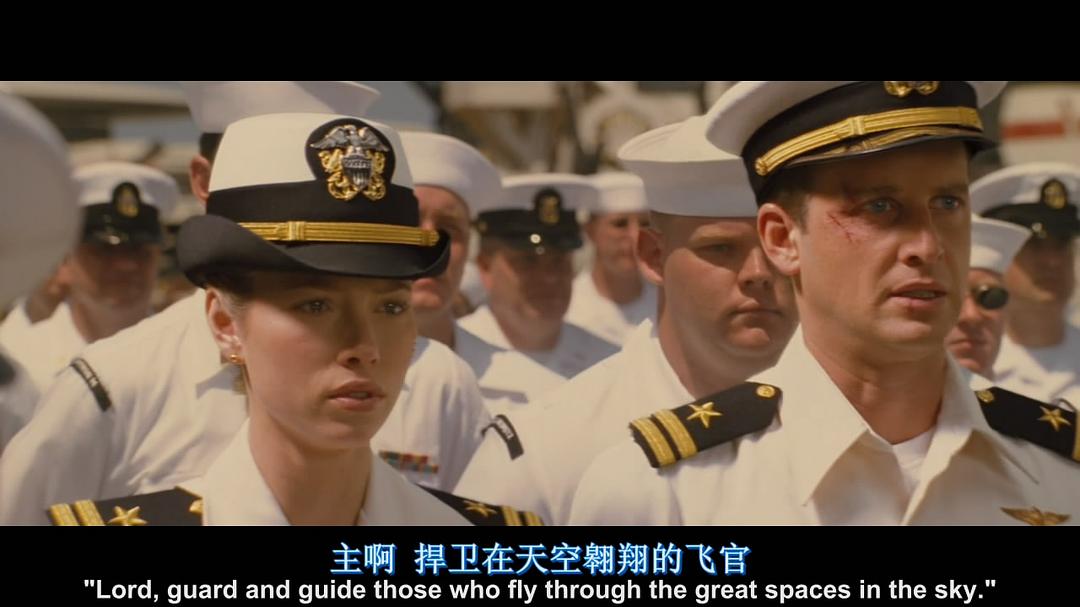 主啊 捍卫在天空翱翔的飞官
"Lord, guard and guide those who fly through the great spaces in the sky."